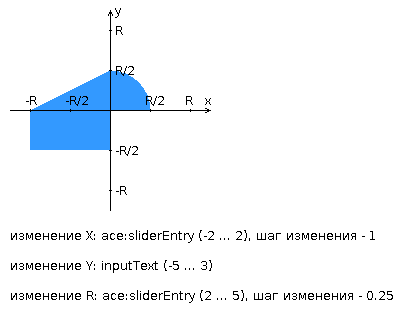 y
R
R/2
-R
-R/2
R/2
R
x
-R/2
-R
изменение X: ace:sliderEntry (-2 ... 2), шаг изменения - 1
изменение Y: inputText (-5 ... 3)
изменение R: ace:sliderEntry (2 ... 5), шаг изменения - 0.25